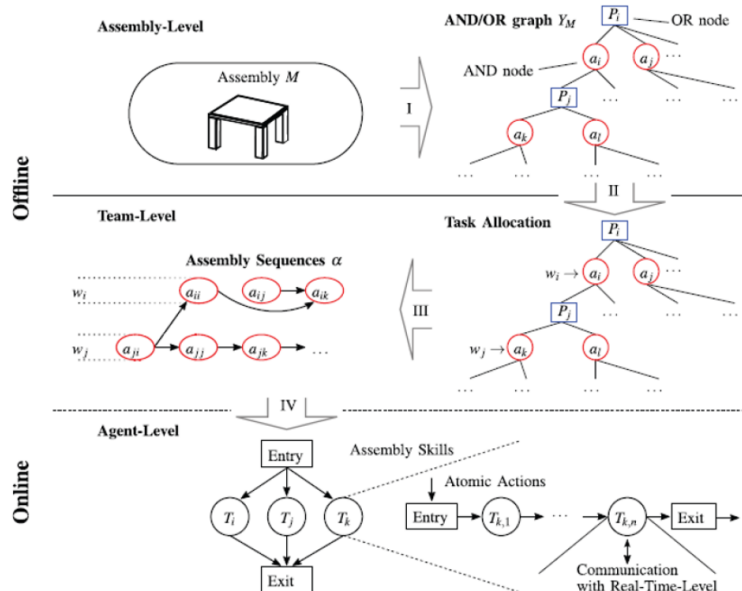 Assembly-Level
AND/OR graph Y_M
P_i
OR node
Assembly M
AND node
a_i
a_j
I
P_j
... ...
...
a_k
a_l
... ... ...
Offline
II
Team-Level
Task Allocation
P_i
Assembly Sequences α
w_i → a_i
a_j
w_i
a_ii
a_ij
a_ik
III
P_j
... ...
...
w_j
a_ji
a_jj
a_jk
...
w_j → a_k
a_l
... ... ...
IV
Agent-Level
Online
Entry
Assembly Skills
Atomic Actions
T_i
T_j
T_k
Entry
T_k,1
...
T_k,n
Exit
Exit
Communication
with Real-Time-Level